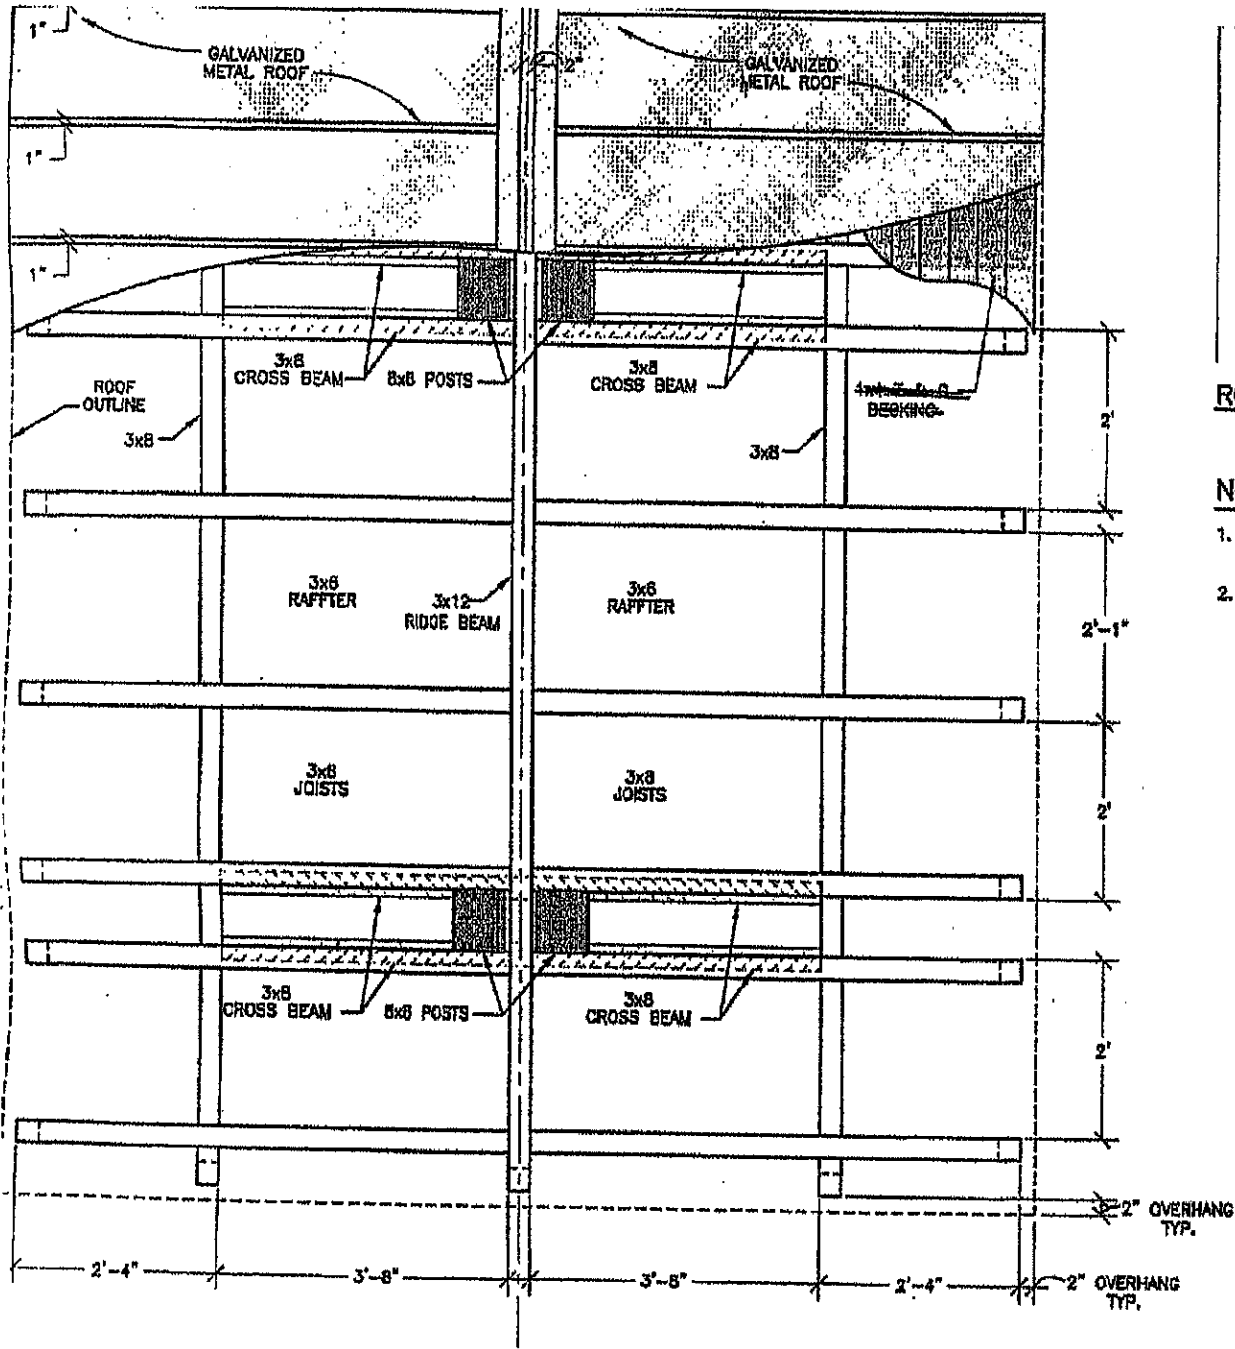 1"
GALVANIZED
METAL ROOF
2"
GALVANIZED
METAL ROOF
1"
1"
3x8
CROSS BEAM
8x8 POSTS
3x8
CROSS BEAM
DECKING
ROOF
OUTLINE
3x8
3x8
2'
R
N
1.
2.
3x6
RAFFTER
3x12
RIDGE BEAM
3x6
RAFFTER
2'-1"
3x8
JOISTS
3x8
JOISTS
2'
3x8
CROSS BEAM
8x8 POSTS
3x8
CROSS BEAM
2'
2" OVERHANG
TYP.
2'-4"
3'-8"
3'-8"
2'-4"
2" OVERHANG
TYP.